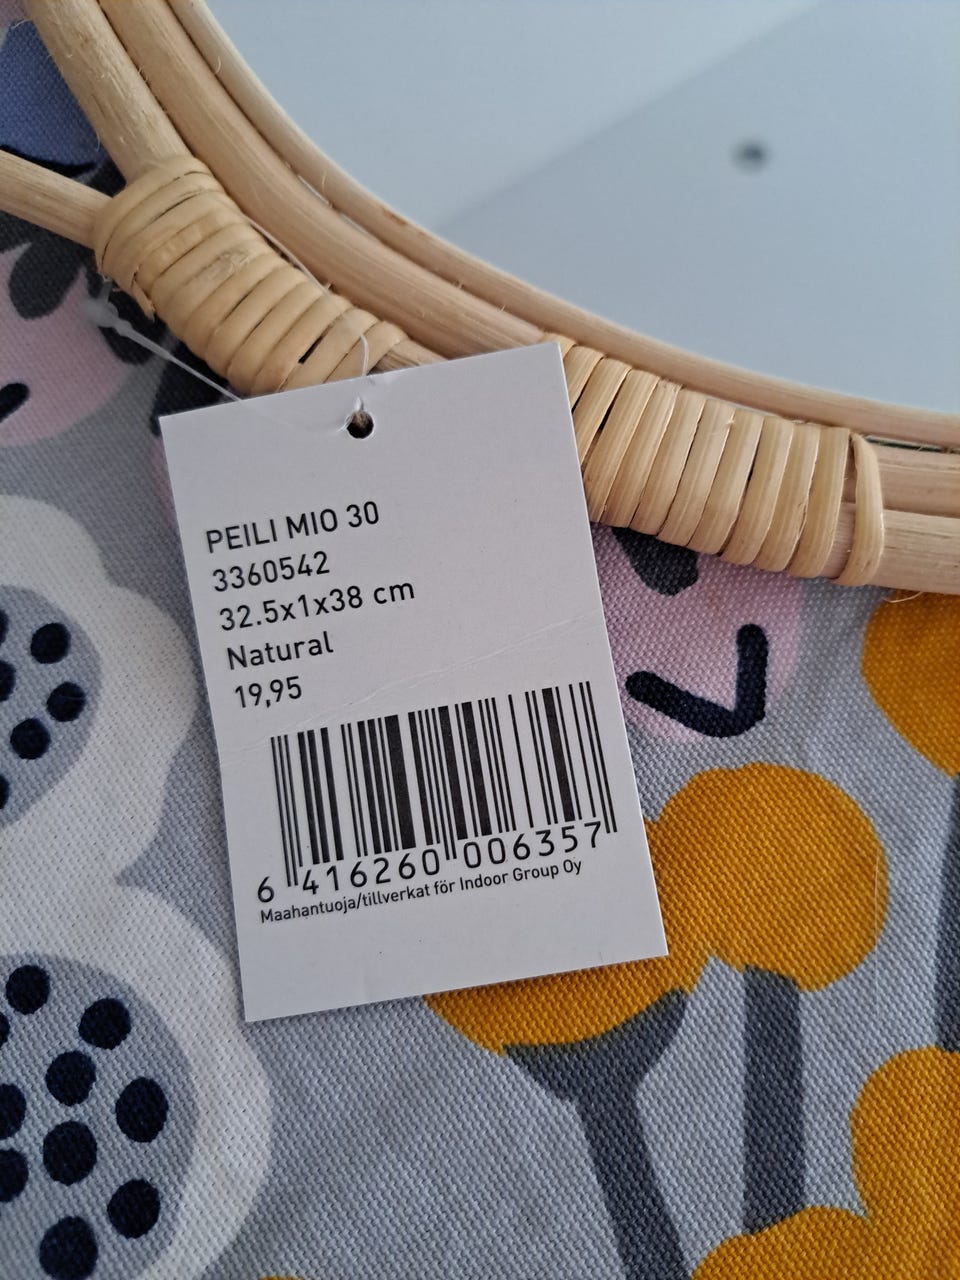 PEILI MIO 30
3360542
32.5x1x38 cm
Natural
19,95
6 416260 006357
Maahantuoja/tillverkat för Indoor Group Oy